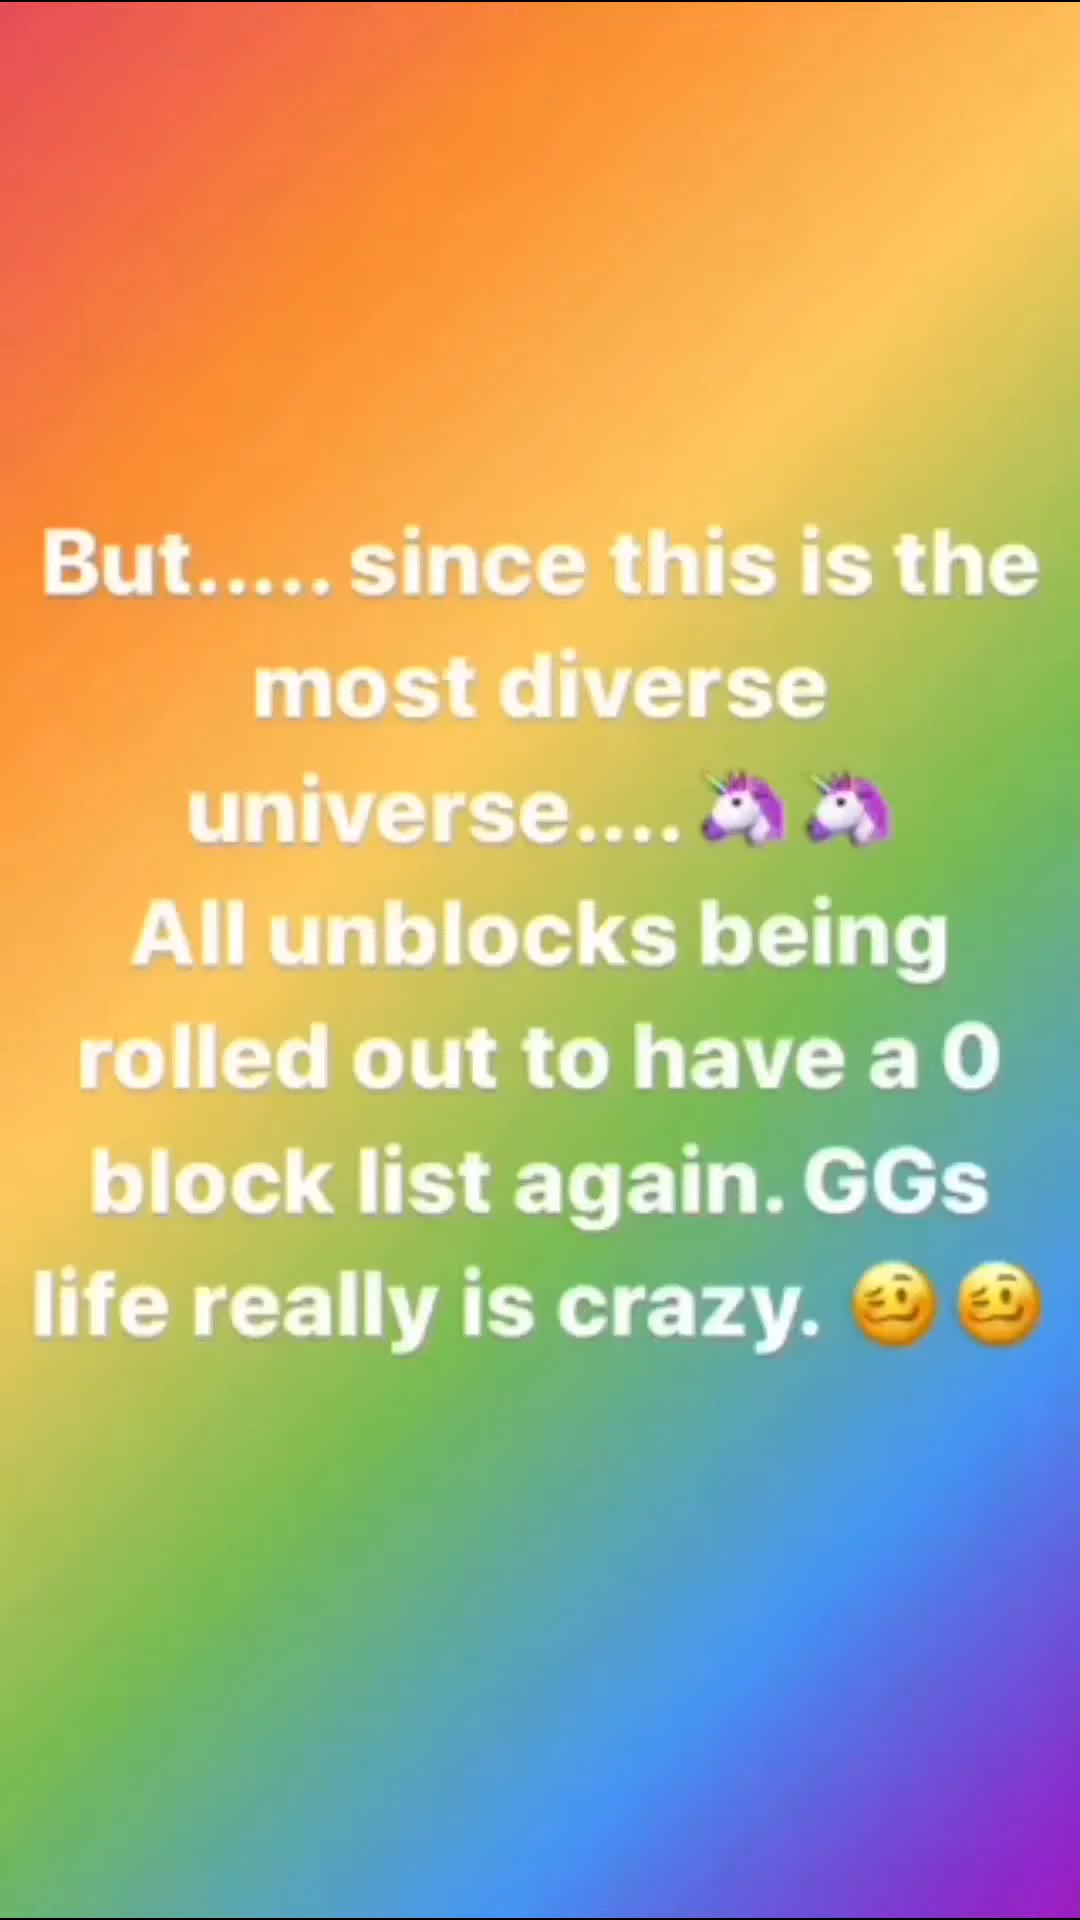 But..... since this is the
most diverse
universe.... 🦄🦄
All unblocks being
rolled out to have a 0
block list again. GGs
life really is crazy. 🥴🥴